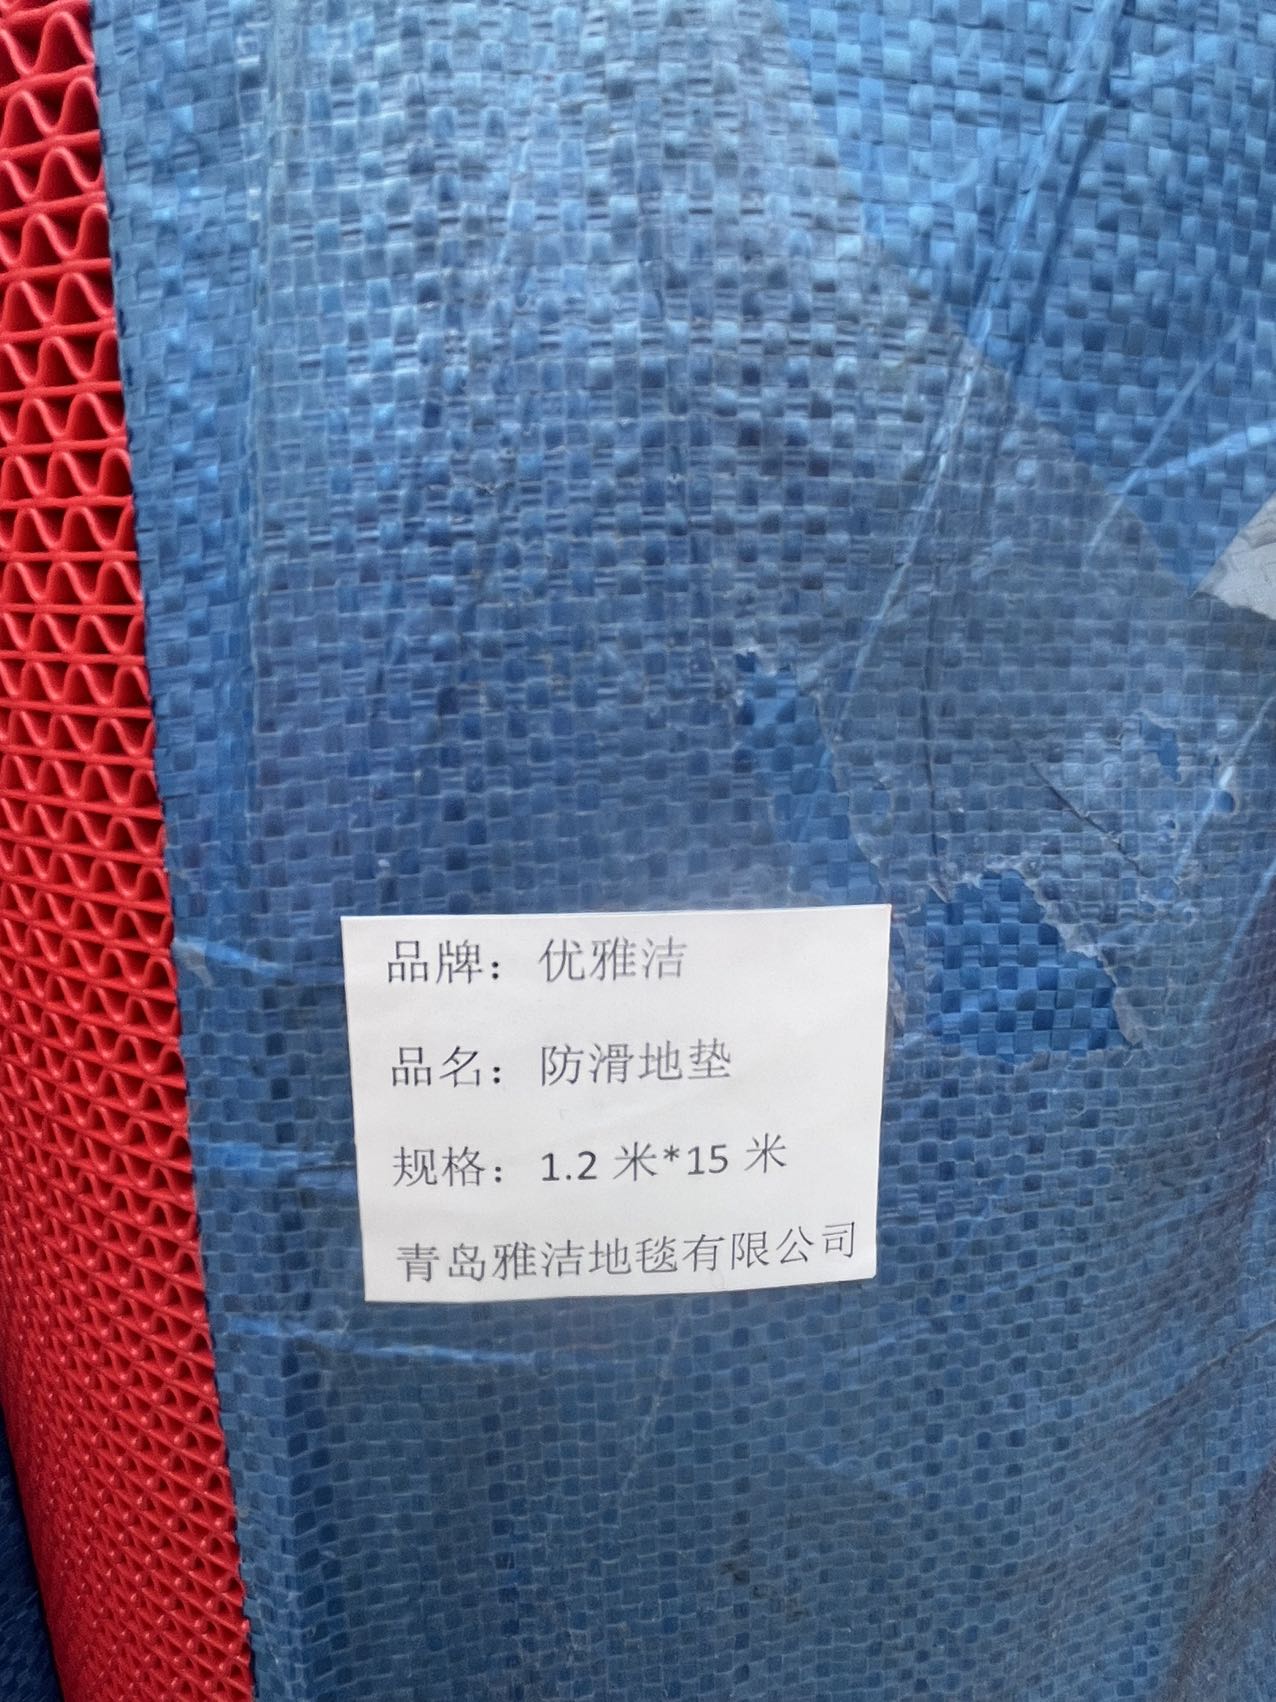 品牌：优雅洁
品名：防滑地垫
规格：1.2 米*15 米
青岛雅洁地毯有限公司